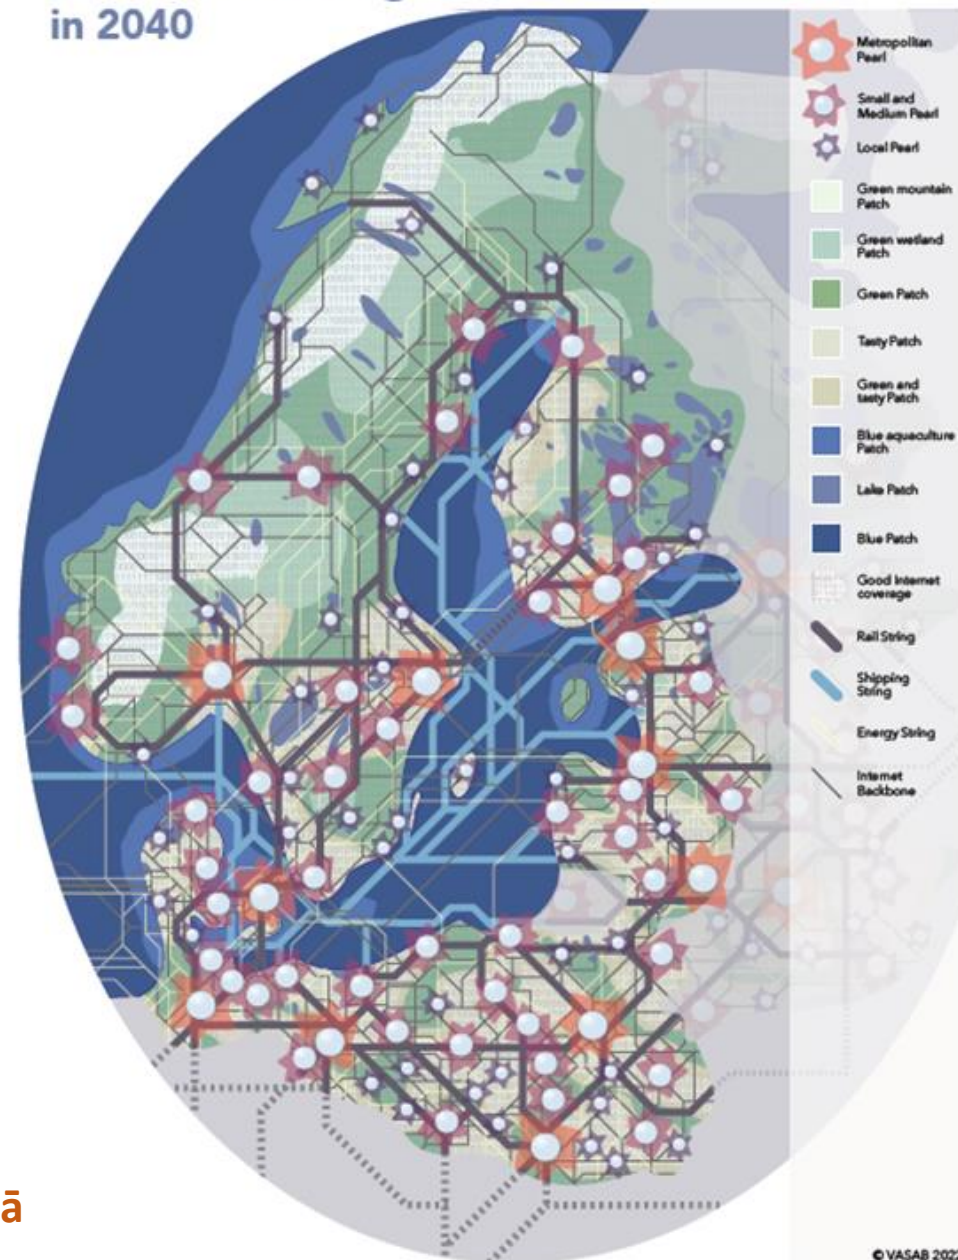 in 2040
Metropolitan
Pearl
Small and
Medium Pearl
Local Pearl
Green mountain
Patch
Green wetland
Patch
Green Patch
Tasty Patch
Green and
tasty Patch
Blue aquaculture
Patch
Lake Patch
Blue Patch
Good Internet
coverage
Rail String
Shipping
String
Energy String
Internet
Backbone
ā
© VASAB 2022